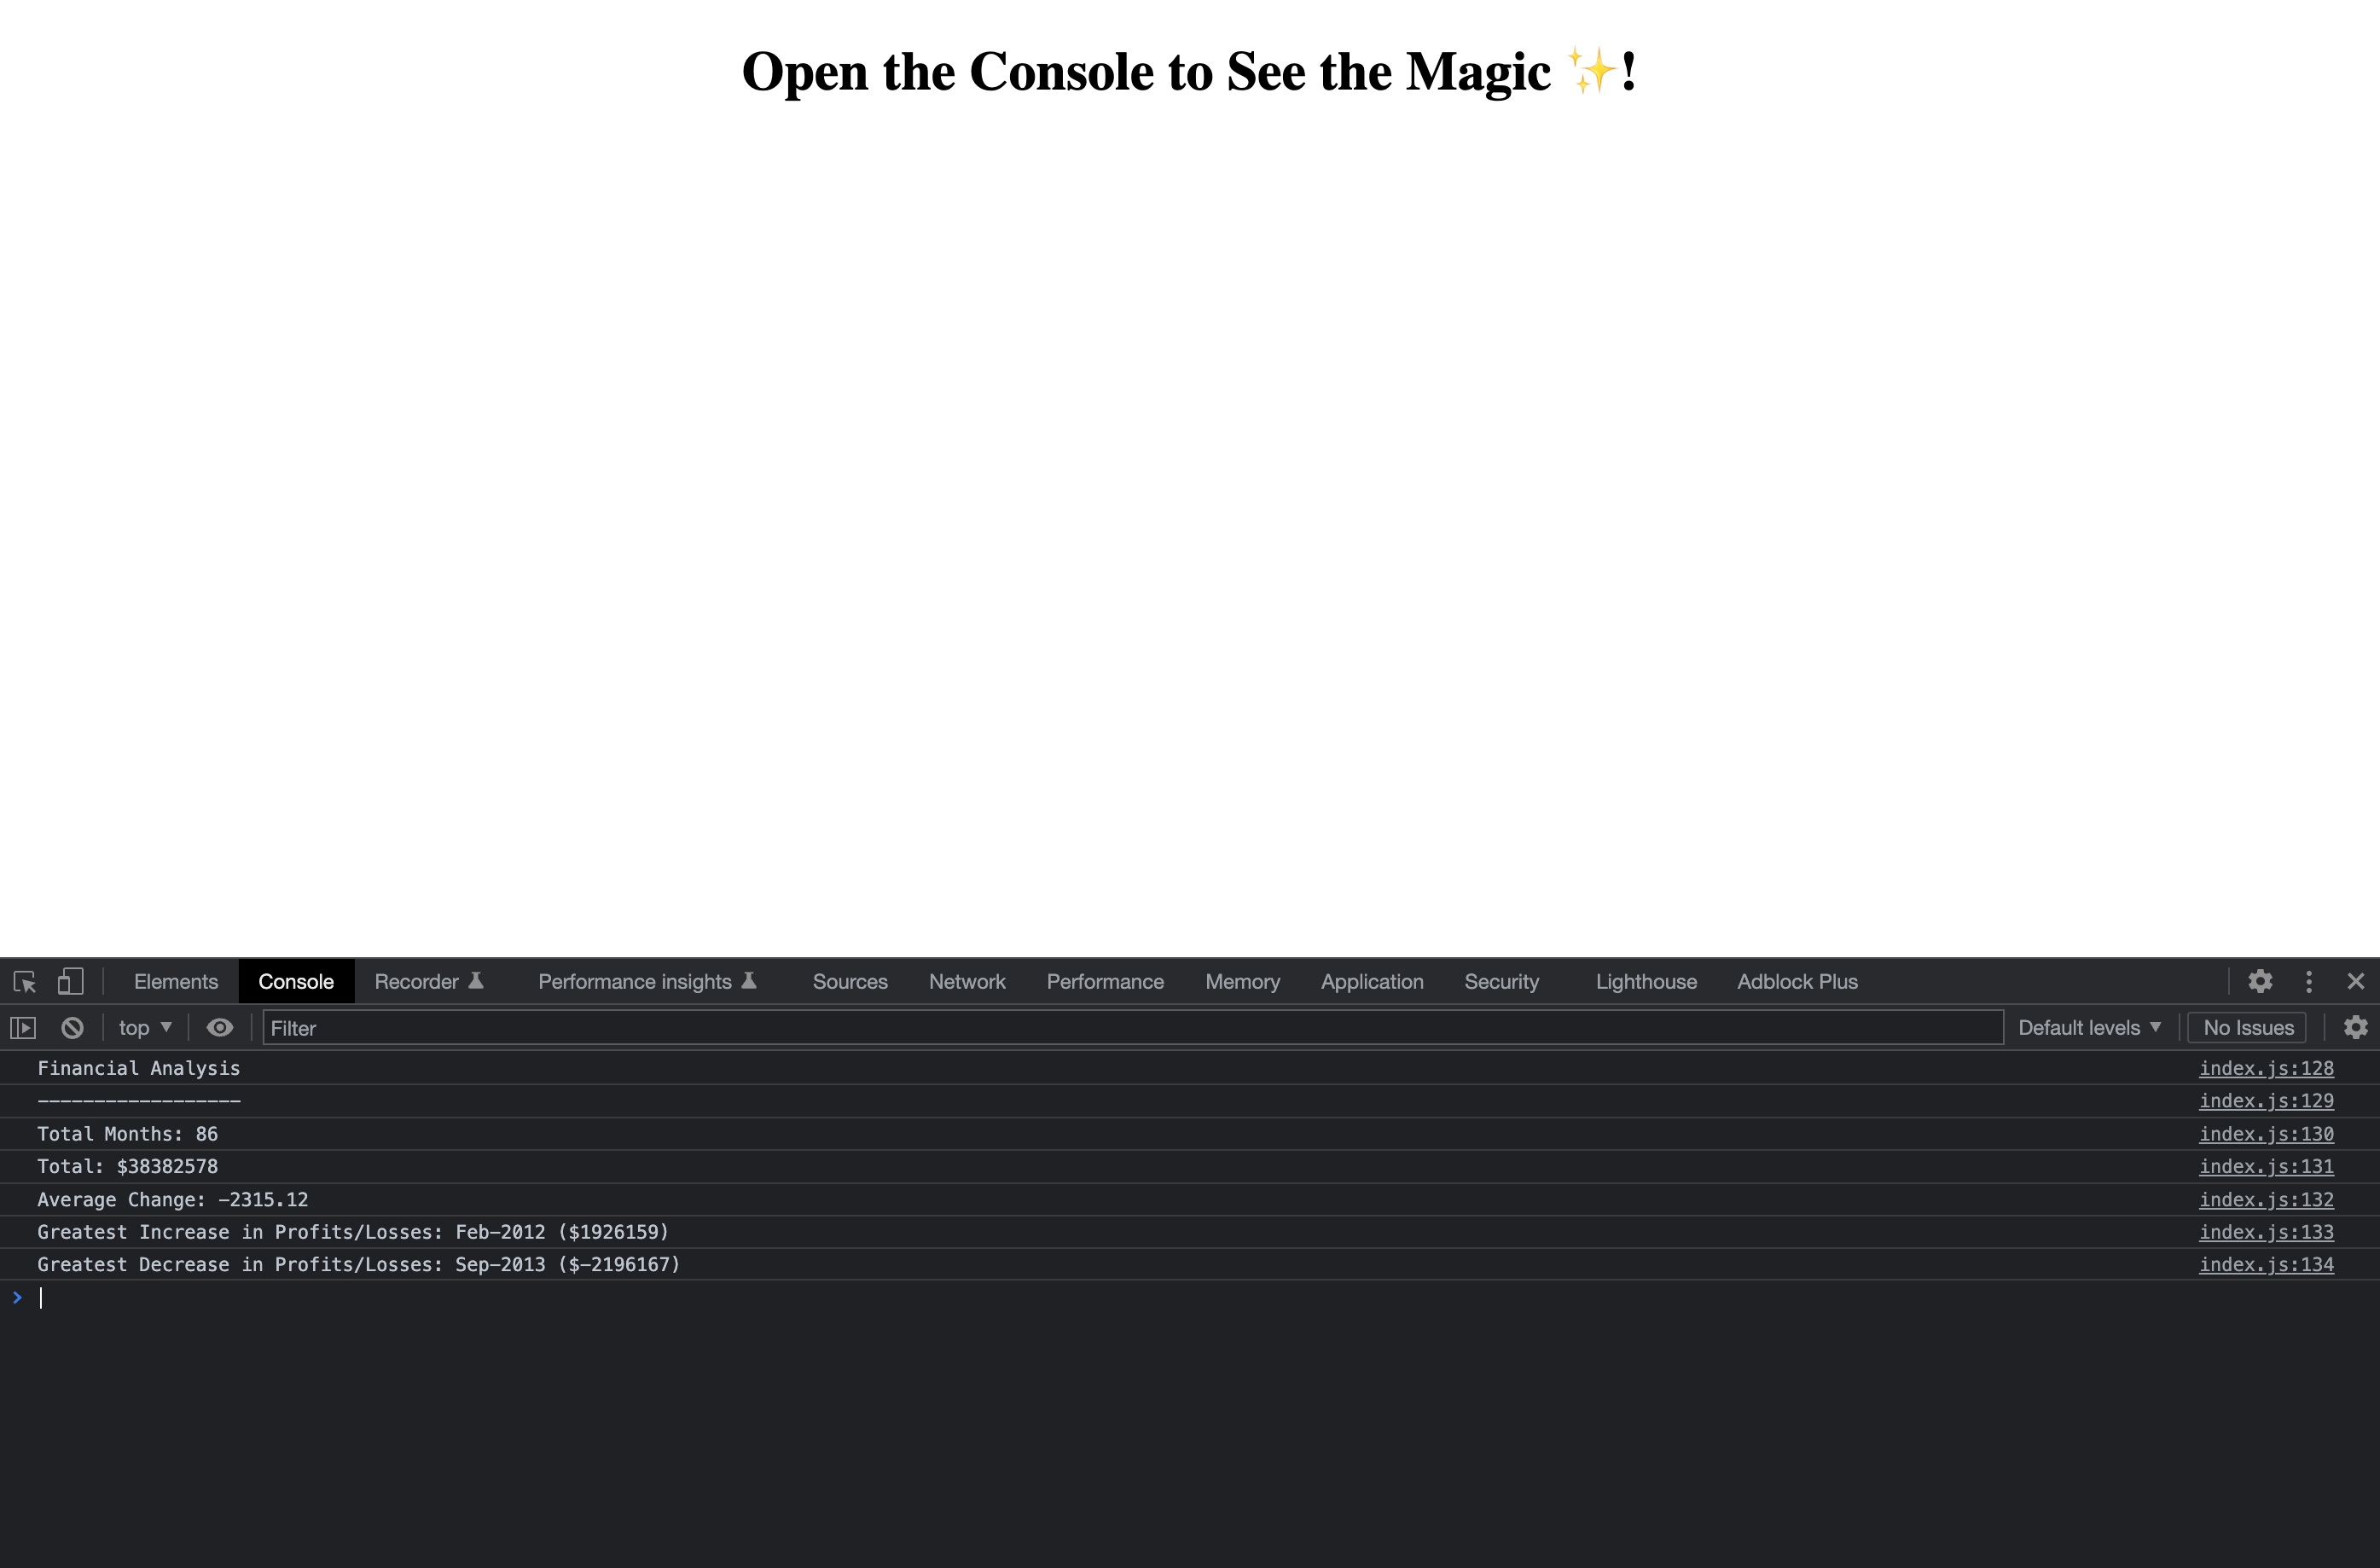 Open the Console to See the Magic ✨!
Elements Console Recorder Performance insights Sources Network Performance Memory Application Security Lighthouse Adblock Plus
top ▼ Filter Default levels ▼ No Issues
Financial Analysis index.js:128
------------------ index.js:129
Total Months: 86 index.js:130
Total: $38382578 index.js:131
Average Change: -2315.12 index.js:132
Greatest Increase in Profits/Losses: Feb-2012 ($1926159) index.js:133
Greatest Decrease in Profits/Losses: Sep-2013 ($-2196167) index.js:134
>